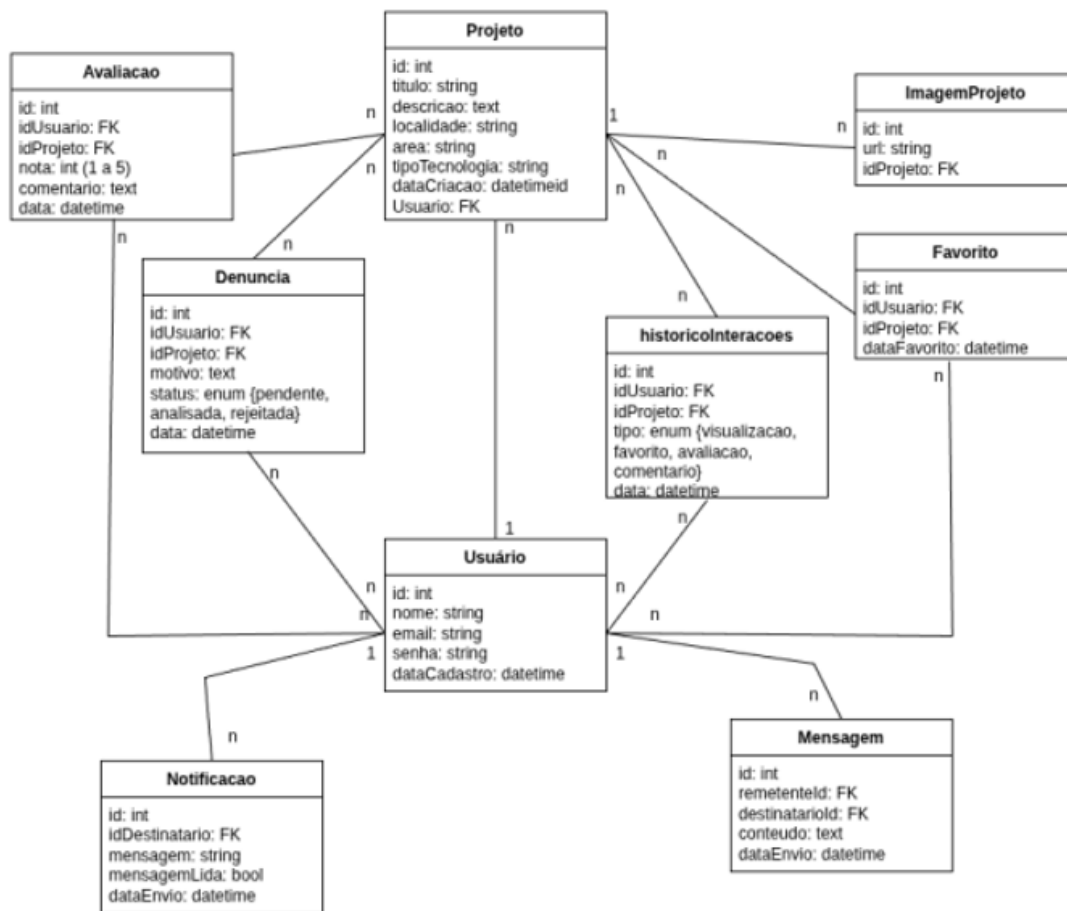 Projeto
id: int
titulo: string
descricao: text
localidade: string
area: string
tipoTecnologia: string
dataCriacao: datetimeid
Usuario: FK
Avaliacao
id: int
idUsuario: FK
idProjeto: FK
nota: int (1 a 5)
comentario: text
data: datetime
ImagemProjeto
id: int
url: string
idProjeto: FK
n
1
n
n
n
n
n
n
n
n
Denuncia
id: int
idUsuario: FK
idProjeto: FK
motivo: text
status: enum {pendente,
analisada, rejeitada}
data: datetime
Favorito
id: int
idUsuario: FK
idProjeto: FK
dataFavorito: datetime
n
historicoInteracoes
id: int
idUsuario: FK
idProjeto: FK
tipo: enum {visualizacao,
favorito, avaliacao,
comentario}
data: datetime
n
n
1
n
Usuário
id: int
nome: string
email: string
senha: string
dataCadastro: datetime
n
n
n
n
1
1
n
n
Notificacao
id: int
idDestinatario: FK
mensagem: string
mensagemLida: bool
dataEnvio: datetime
Mensagem
id: int
remetenteId: FK
destinatarioId: FK
conteudo: text
dataEnvio: datetime